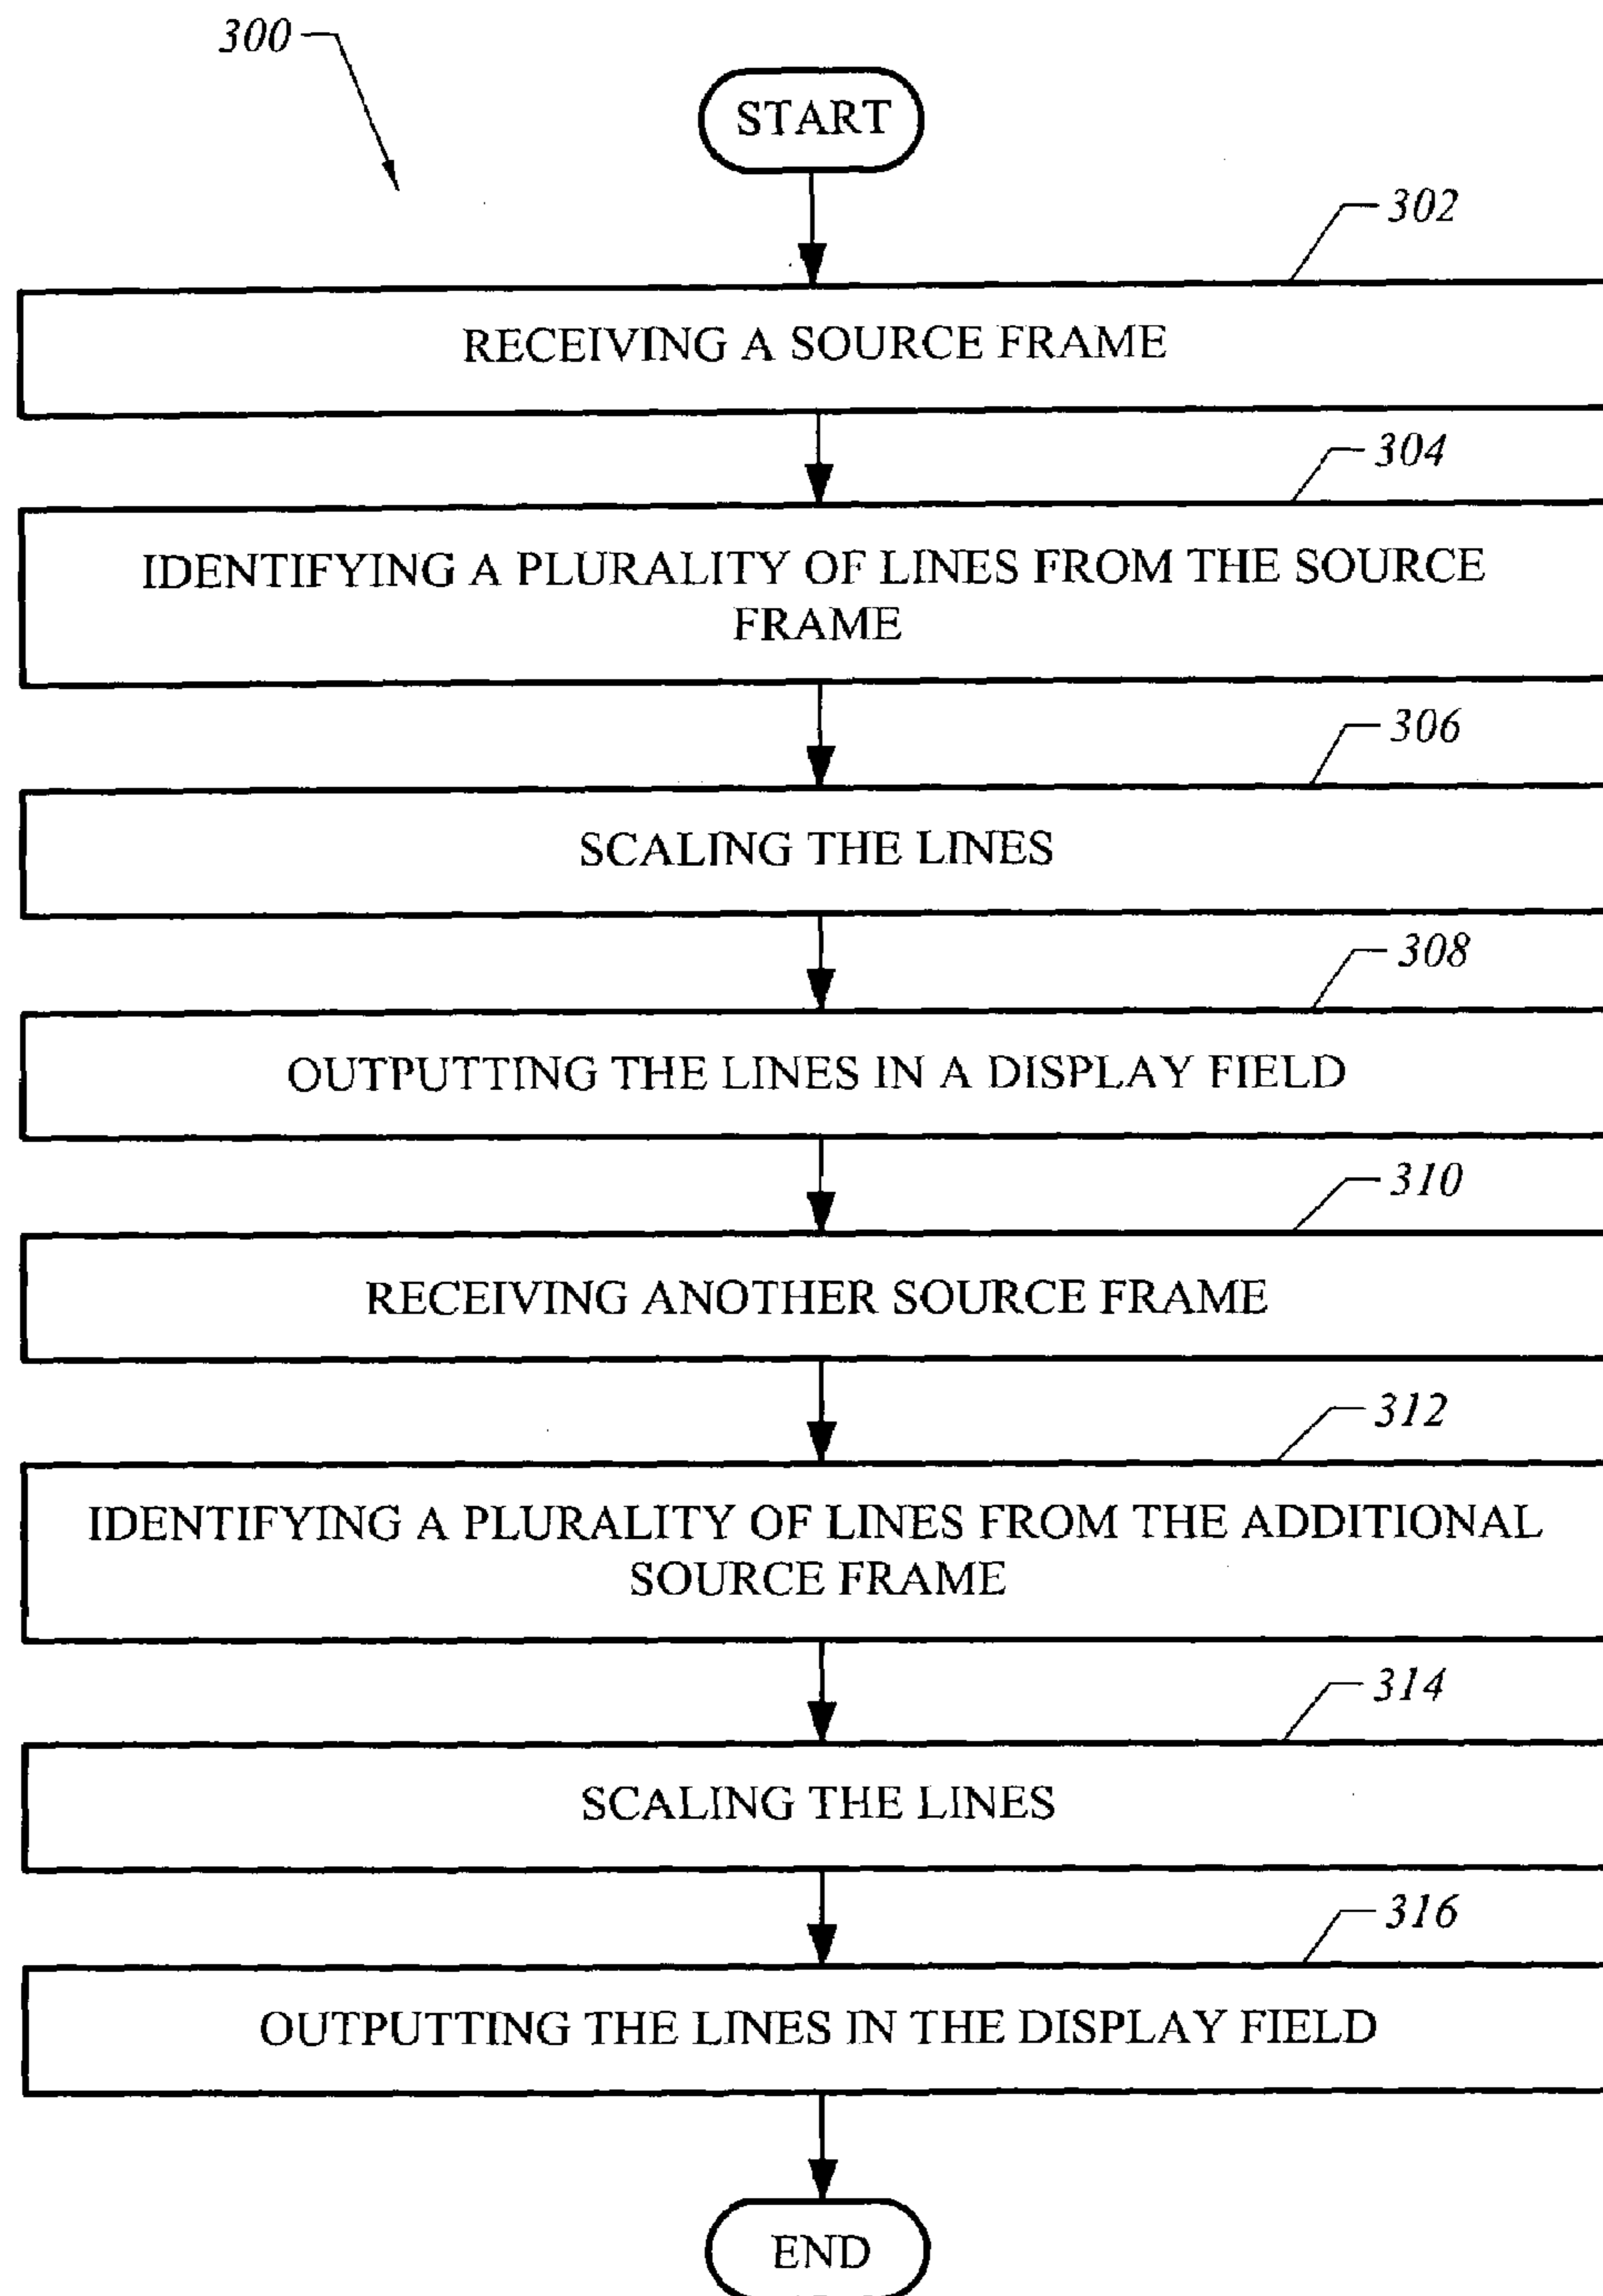 300
START
302
RECEIVING A SOURCE FRAME
304
IDENTIFYING A PLURALITY OF LINES FROM THE SOURCE
FRAME
306
SCALING THE LINES
308
OUTPUTTING THE LINES IN A DISPLAY FIELD
310
RECEIVING ANOTHER SOURCE FRAME
312
IDENTIFYING A PLURALITY OF LINES FROM THE ADDITIONAL
SOURCE FRAME
314
SCALING THE LINES
316
OUTPUTTING THE LINES IN THE DISPLAY FIELD
END